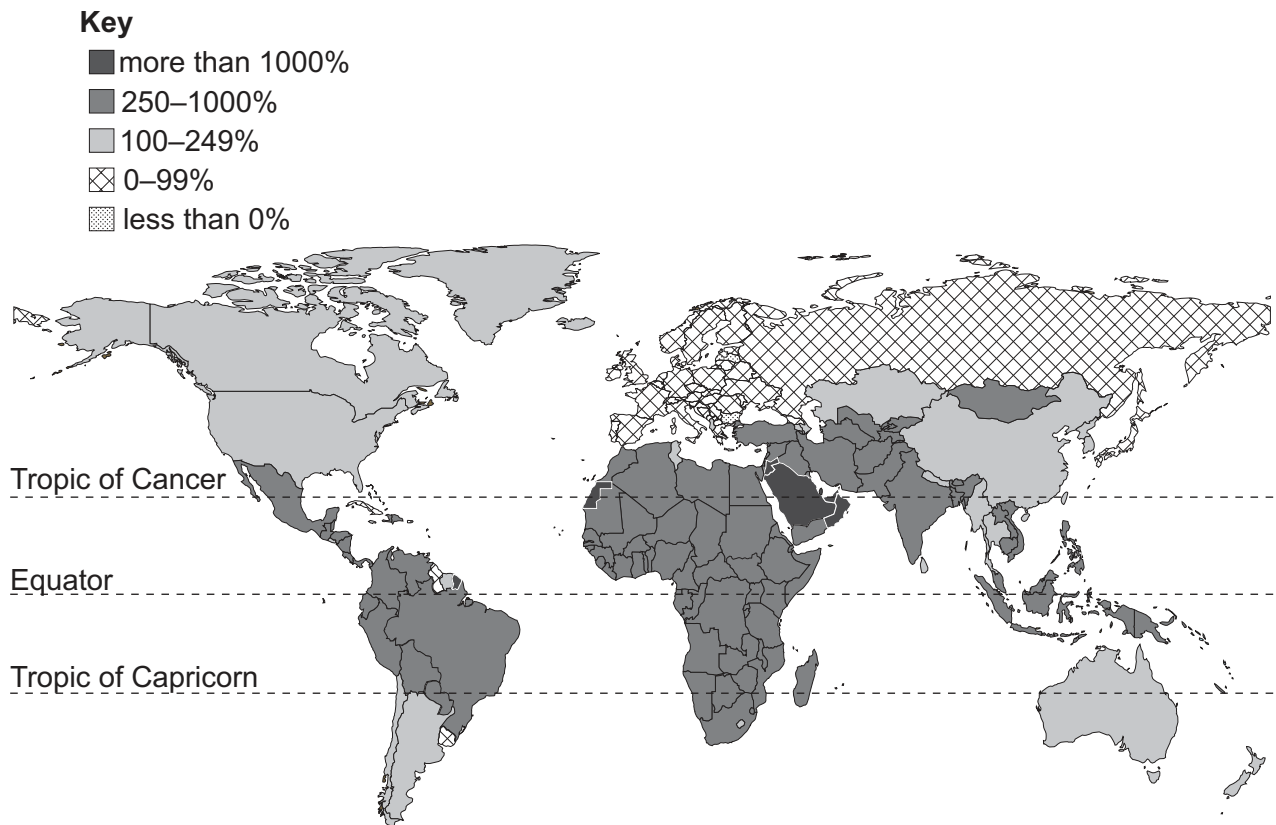 Key
more than 1000%
250–1000%
100–249%
0–99%
less than 0%
Tropic of Cancer
Equator
Tropic of Capricorn